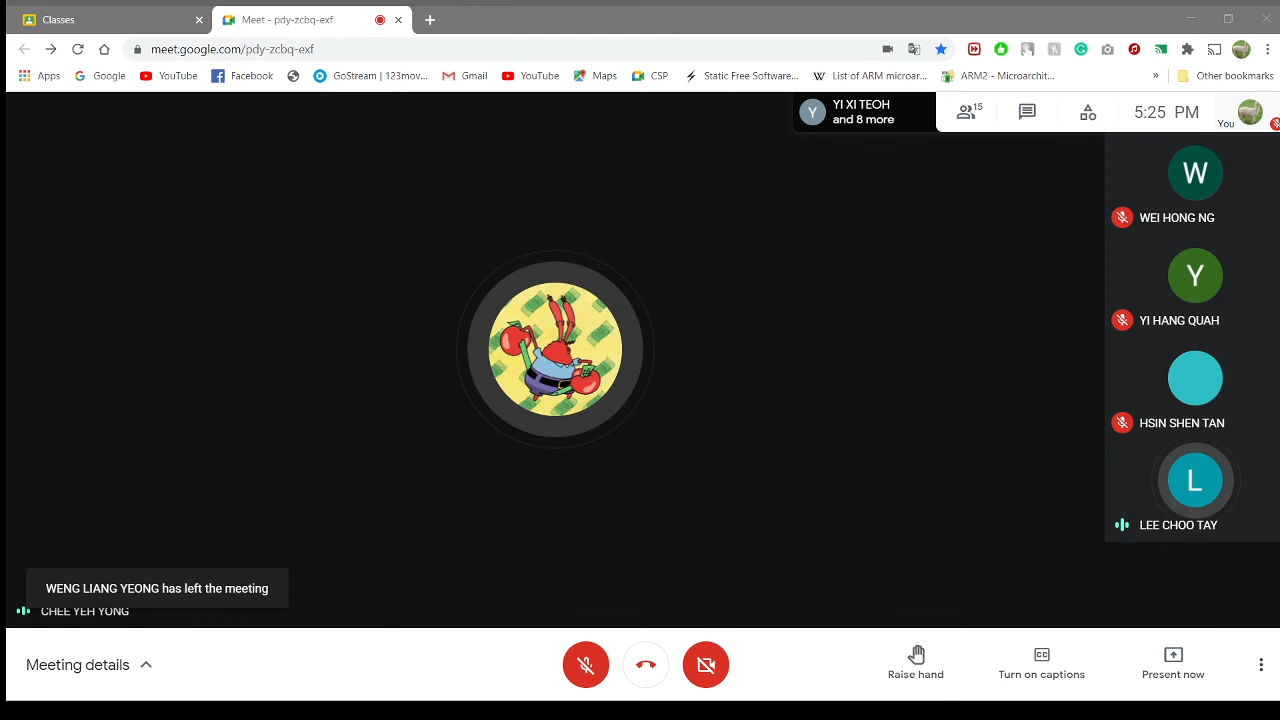 Classes
Meet - pdy-zcbq-exf
meet.google.com/pdy-zcbq-exf
Apps
Google
YouTube
Facebook
GoStream | 123mov...
Gmail
YouTube
Maps
CSP
Static Free Software...
List of ARM microar...
ARM2 - Microarchit...
»
Other bookmarks
Y
YI XI TEOH
and 8 more
15
5:25 PM
You
W
WEI HONG NG
Y
YI HANG QUAH
HSIN SHEN TAN
L
LEE CHOO TAY
WENG LIANG YEONG has left the meeting
CHEE YEH YONG
Meeting details
Raise hand
CC
Turn on captions
Present now